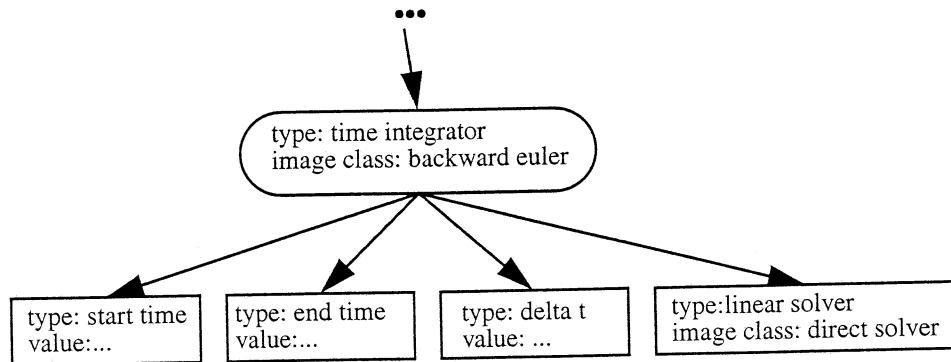 ...
type: time integrator
image class: backward euler
type: start time
value:...
type: end time
value:...
type: delta t
value: ...
type:linear solver
image class: direct solver